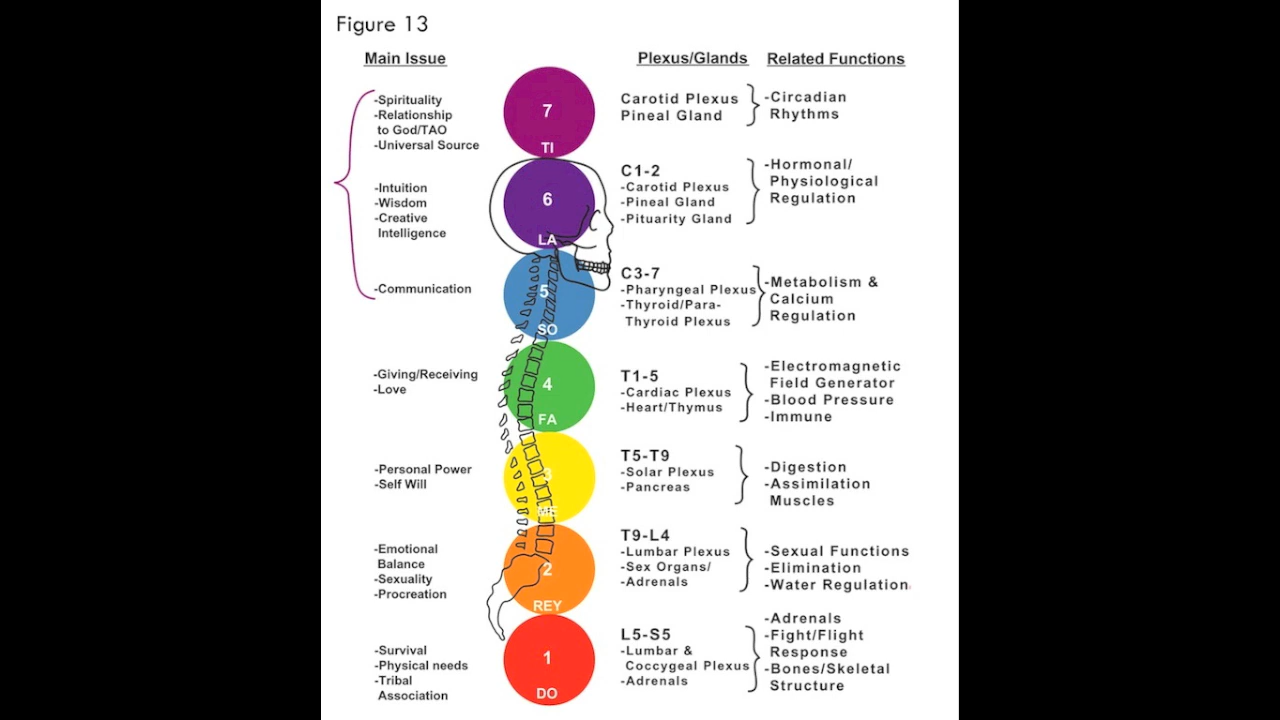 Figure 13
Main Issue
Plexus/Glands
Related Functions
-Spirituality
-Relationship
to God/TAO
-Universal Source
7
TI
Carotid Plexus
Pineal Gland
-Circadian
Rhythms
-Intuition
-Wisdom
-Creative
Intelligence
6
LA
C1-2
-Carotid Plexus
-Pineal Gland
-Pituarity Gland
-Hormonal/
Physiological
Regulation
-Communication
5
SO
C3-7
-Pharyngeal Plexus
-Thyroid/Para-
Thyroid Plexus
-Metabolism &
Calcium
Regulation
-Giving/Receiving
-Love
4
FA
T1-5
-Cardiac Plexus
-Heart/Thymus
-Electromagnetic
Field Generator
-Blood Pressure
-Immune
-Personal Power
-Self Will
3
ME
T5-T9
-Solar Plexus
-Pancreas
-Digestion
-Assimilation
Muscles
-Emotional
Balance
-Sexuality
-Procreation
2
REY
T9-L4
-Lumbar Plexus
-Sex Organs/
-Adrenals
-Sexual Functions
-Elimination
-Water Regulation
-Survival
-Physical needs
-Tribal
Association
1
DO
L5-S5
-Lumbar &
Coccygeal Plexus
-Adrenals
-Adrenals
-Fight/Flight
Response
-Bones/Skeletal
Structure